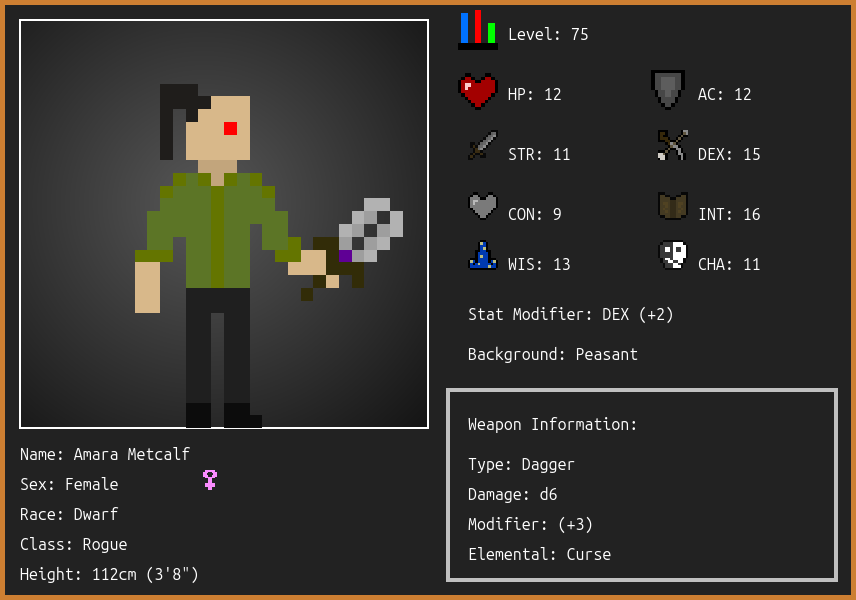 Level: 75
HP: 12
AC: 12
STR: 11
DEX: 15
CON: 9
INT: 16
WIS: 13
CHA: 11
Stat Modifier: DEX (+2)
Background: Peasant
Weapon Information:
Type: Dagger
Damage: d6
Modifier: (+3)
Elemental: Curse
Name: Amara Metcalf
Sex: Female
Race: Dwarf
Class: Rogue
Height: 112cm (3'8")